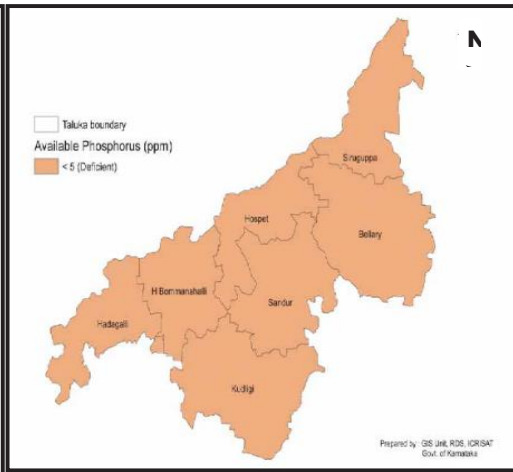 N
Taluka boundary
Available Phosphorus (ppm)
< 5 (Deficient)
Siruguppa
Hospet
Bellary
H Bommanahalli
Sandur
Hadagalli
Kudligi
Prepared by: GIS Unit, RDS, ICRISAT
Govt. of Karnataka